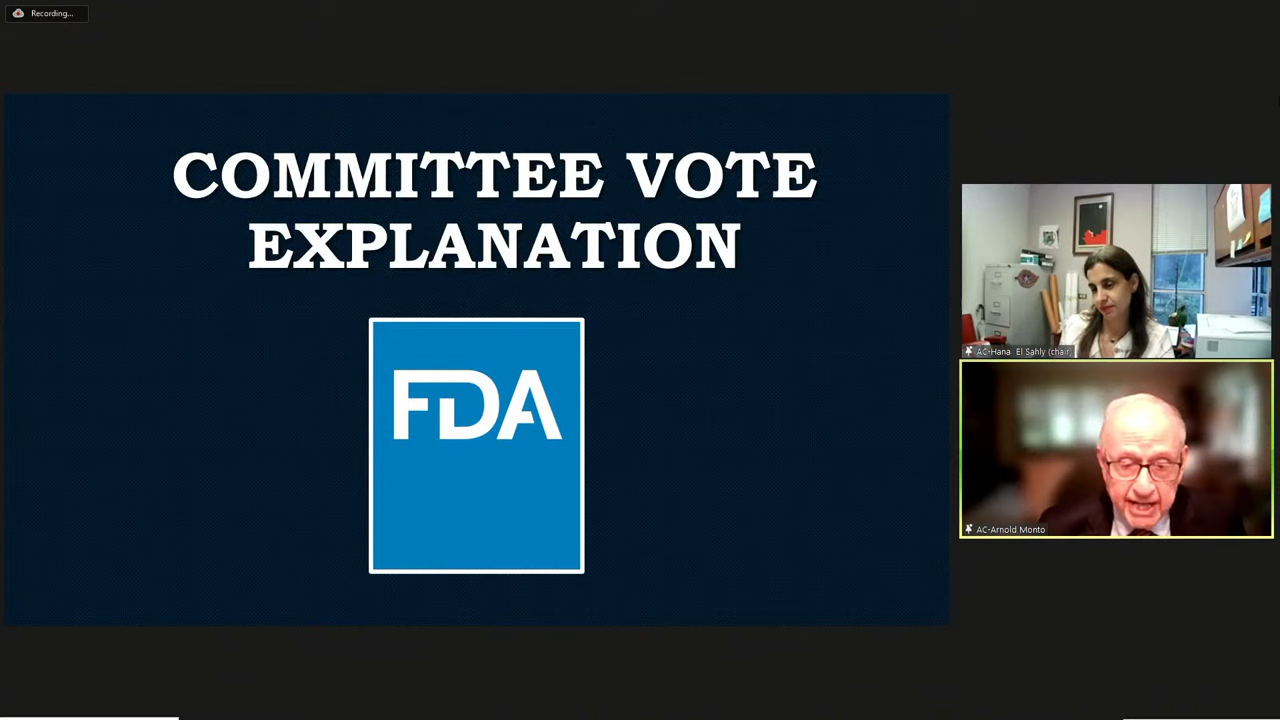 Recording...
COMMITTEE VOTE
EXPLANATION
FDA
AC-Hana El Sahly (chair)
AC-Arnold Monto